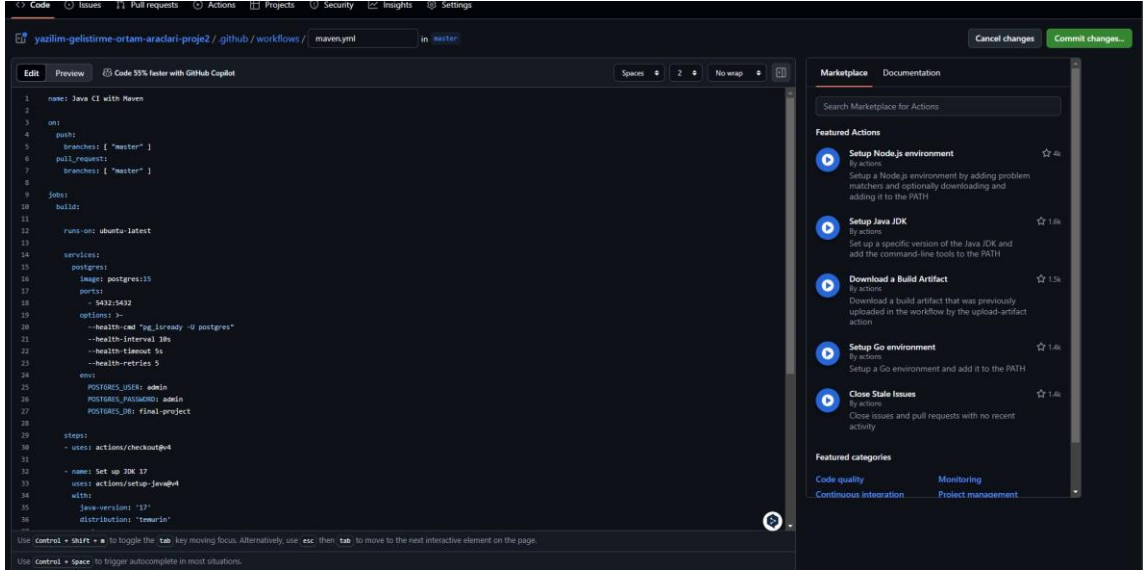 Code Issues Pull requests Actions Projects Security Insights Settings
yazilim-gelistirme-ortam-araclari-proje2 / .github / workflows / maven.yml in master Cancel changes Commit changes...
Edit Preview Code 55% faster with GitHub Copilot Spaces 2 No wrap
1 name: Java CI with Maven
2
3 on:
4 push:
5 branches: [ "master" ]
6 pull_request:
7 branches: [ "master" ]
8
9 jobs:
10 build:
11
12 runs-on: ubuntu-latest
13
14 services:
15 postgres:
16 image: postgres:15
17 ports:
18 - 5432:5432
19 options: >-
20 --health-cmd "pg_isready -U postgres"
21 --health-interval 10s
22 --health-timeout 5s
23 --health-retries 5
24 env:
25 POSTGRES_USER: admin
26 POSTGRES_PASSWORD: admin
27 POSTGRES_DB: final-project
28
29 steps:
30 - uses: actions/checkout@v4
31
32 - name: Set up JDK 17
33 uses: actions/setup-java@v4
34 with:
35 java-version: '17'
36 distribution: 'temurin'
Use Control + Shift + m to toggle the tab key moving focus. Alternatively, use esc then tab to move to the next interactive element on the page.
Use Control + Space to trigger autocomplete in most situations.
Marketplace Documentation
Search Marketplace for Actions
Featured Actions
Setup Node.js environment 4k
By actions
Setup a Node.js environment by adding problem
matchers and optionally downloading and
adding it to the PATH
Setup Java JDK 1.6k
By actions
Set up a specific version of the Java JDK and
add the command-line tools to the PATH
Download a Build Artifact 1.5k
By actions
Download a build artifact that was previously
uploaded in the workflow by the upload-artifact
action
Setup Go environment 1.4k
By actions
Setup a Go environment and add it to the PATH
Close Stale Issues 1.4k
By actions
Close issues and pull requests with no recent
activity
Featured categories
Code quality Monitoring
Continuous integration Project management